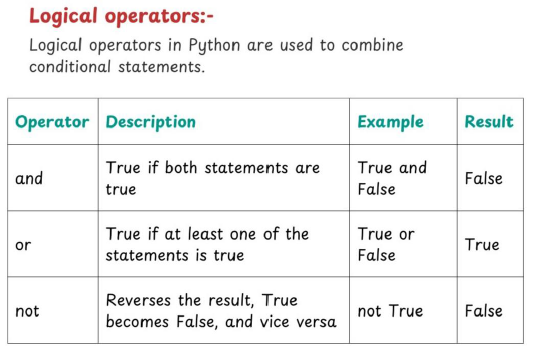 Logical operators:-
Logical operators in Python are used to combine
conditional statements.
Operator Description Example Result
and True if both statements are true True and False False
or True if at least one of the statements is true True or False True
not Reverses the result, True becomes False, and vice versa not True False